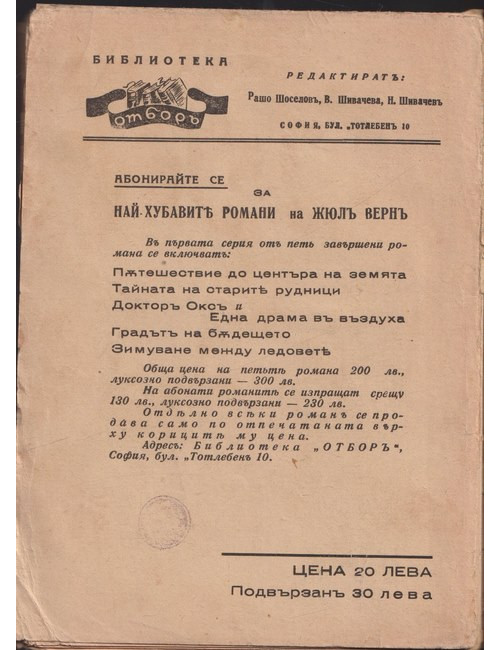 БИБЛИОТЕКА
ОТБОРЪ
РЕДАКТИРАТЪ:
Рашо Шоселовъ, В. Шивачева, Н. Шивачевъ
СОФИЯ, БУЛ. „ТОТЛЕБЕНЪ 10
АБОНИРАЙТЕ СЕ
ЗА
НАЙ-ХУБАВИТѢ РОМАНИ на ЖЮЛЪ ВЕРНЪ
Въ първата серия отъ петь завършени ро-
мана се включватъ:
Пѫтешествие до центъра на земята
Тайната на старитѣ рудници
Докторъ Оксъ и
Една драма въ въздуха
Градътъ на бѫдещето
Зимуване между ледоветѣ
Обща цена на петьтѣ романа 200 лв.,
луксозно подвързани — 300 лв.
На абонати романитѣ се изпращат срещу
130 лв., луксозно подвързани — 230 лв.
Отдѣлно всѣки романъ се про-
дава само по отпечатаната вър-
ху корицитѣ му цена.
Адресъ: Библиотека „ОТБОРЪ“,
София, бул. „Тотлебенъ 10.
ЦЕНА 20 ЛЕВА
Подвързанъ 30 лева